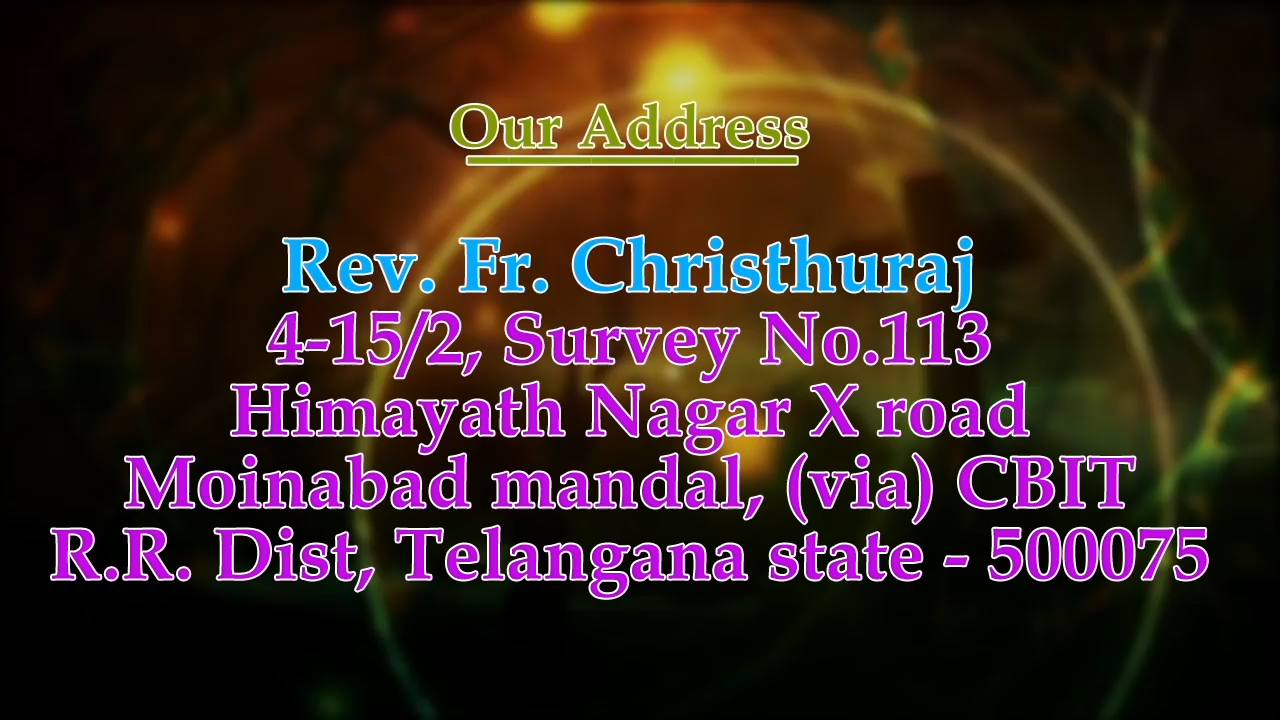 Our Address
Rev. Fr. Christhuraj
4-15/2, Survey No.113
Himayath Nagar X road
Moinabad mandal, (via) CBIT
R.R. Dist, Telangana state - 500075